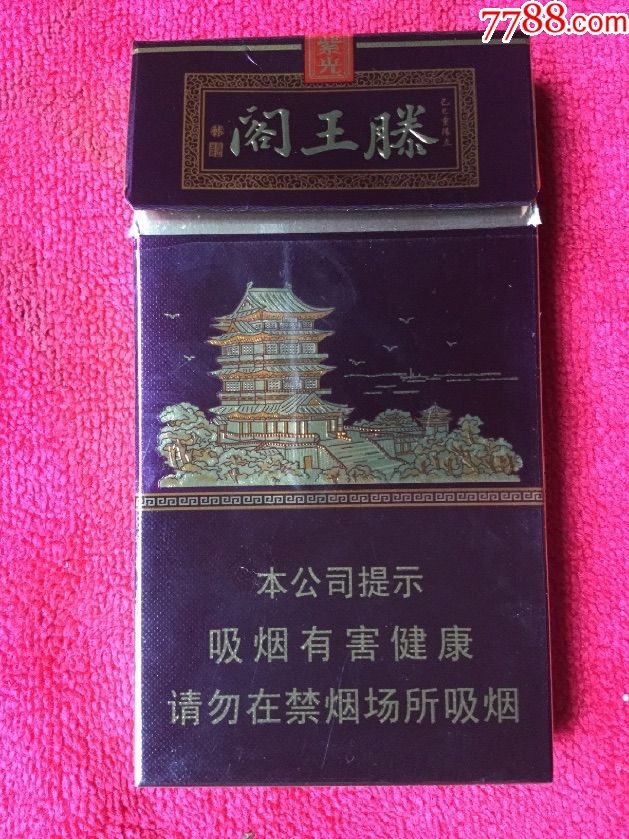 7788.com
紫光
阁王滕
本公司提示
吸烟有害健康
请勿在禁烟场所吸烟